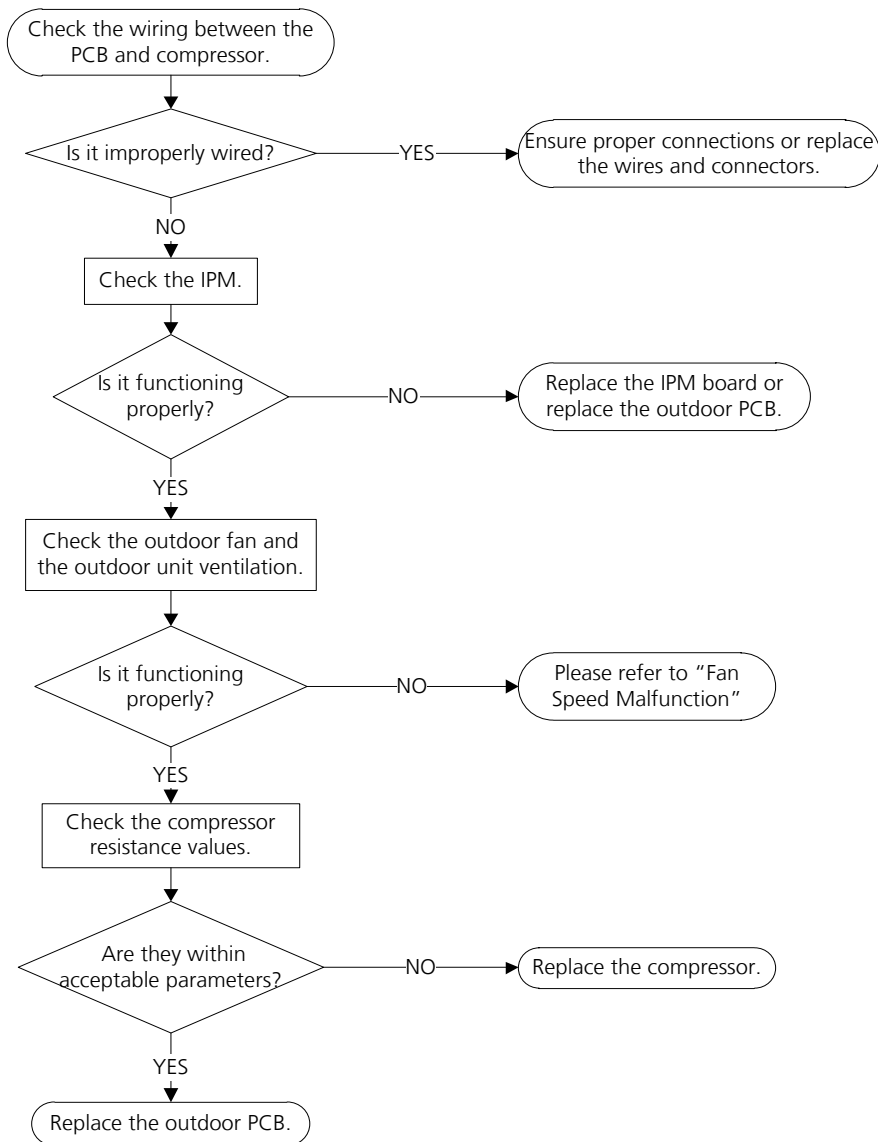 Check the wiring between the
PCB and compressor.
Is it improperly wired?
YES
Ensure proper connections or replace
the wires and connectors.
NO
Check the IPM.
Is it functioning
properly?
NO
Replace the IPM board or
replace the outdoor PCB.
YES
Check the outdoor fan and
the outdoor unit ventilation.
Is it functioning
properly?
NO
Please refer to “Fan
Speed Malfunction”
YES
Check the compressor
resistance values.
Are they within
acceptable parameters?
NO
Replace the compressor.
YES
Replace the outdoor PCB.